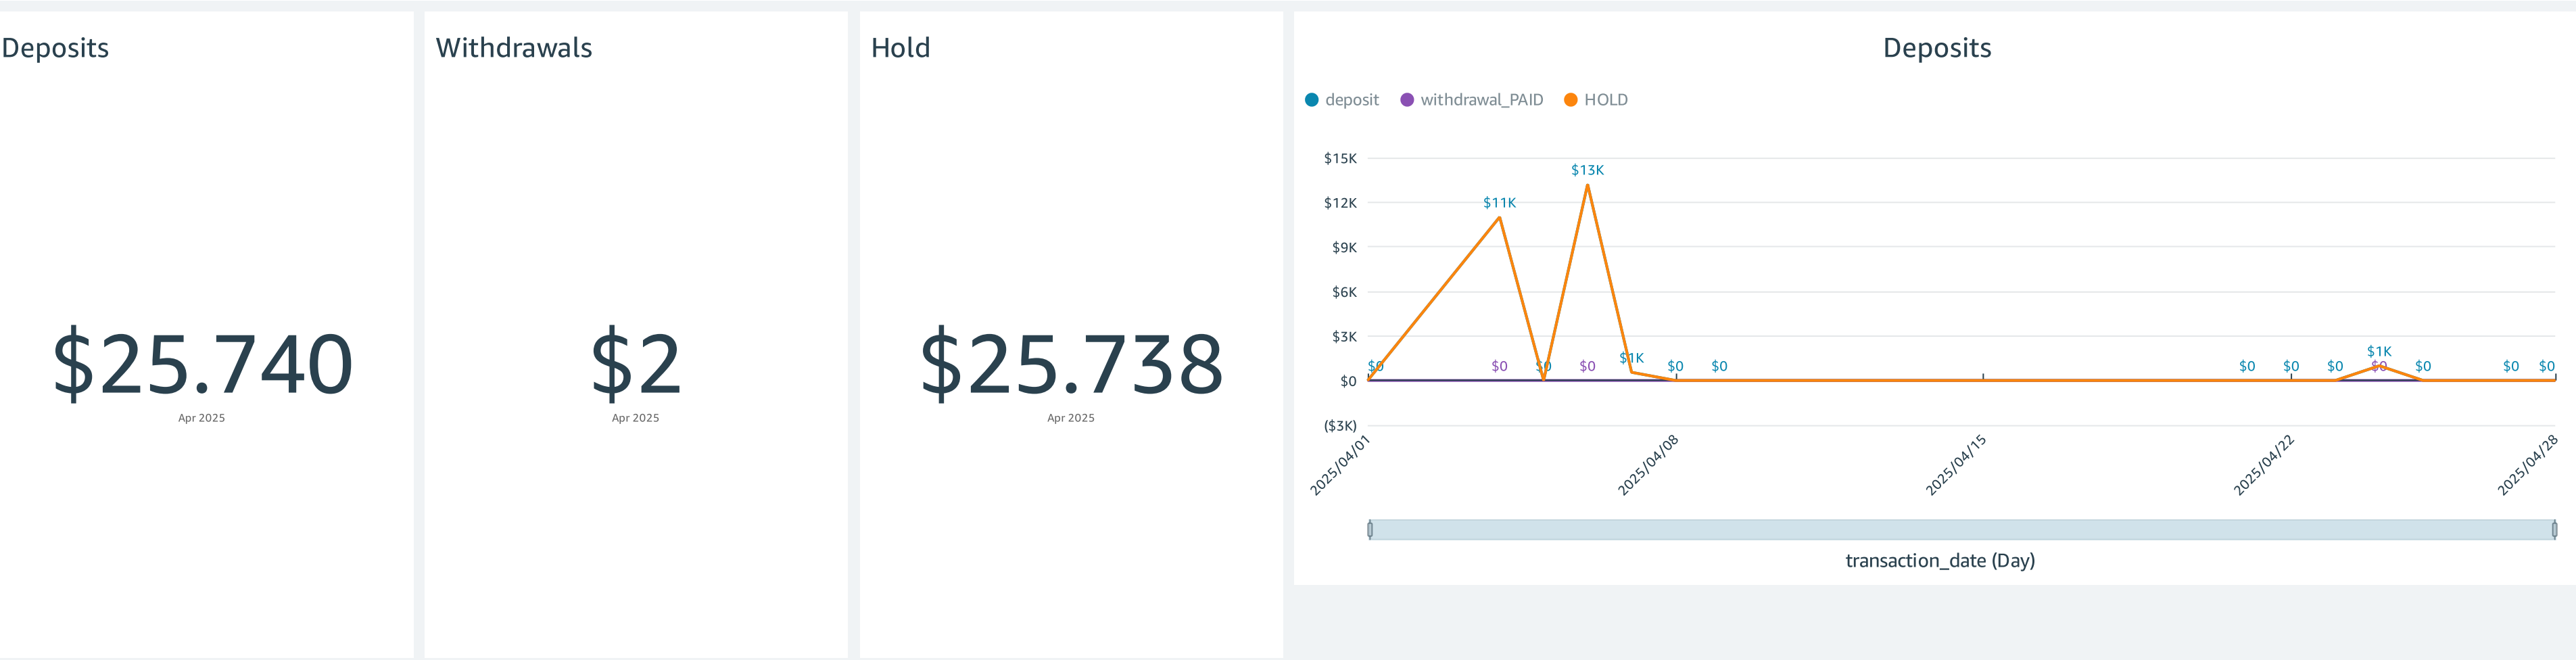 Deposits
$25.740
Apr 2025
Withdrawals
$2
Apr 2025
Hold
$25.738
Apr 2025
Deposits
deposit withdrawal_PAID HOLD
$15K
$12K
$9K
$6K
$3K
$0
($3K)
$13K
$11K
$1K
$1K
$0 $0 $0 $0 $0 $0 $0 $0 $0 $0 $0 $0 $0
2025/04/01 2025/04/08 2025/04/15 2025/04/22 2025/04/28
transaction_date (Day)